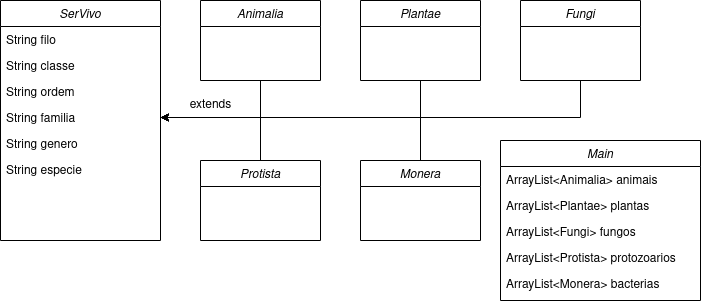 SerVivo
String filo
String classe
String ordem
String familia
String genero
String especie
Animalia
Plantae
Fungi
extends
Protista
Monera
Main
ArrayList<Animalia> animais
ArrayList<Plantae> plantas
ArrayList<Fungi> fungos
ArrayList<Protista> protozoarios
ArrayList<Monera> bacterias